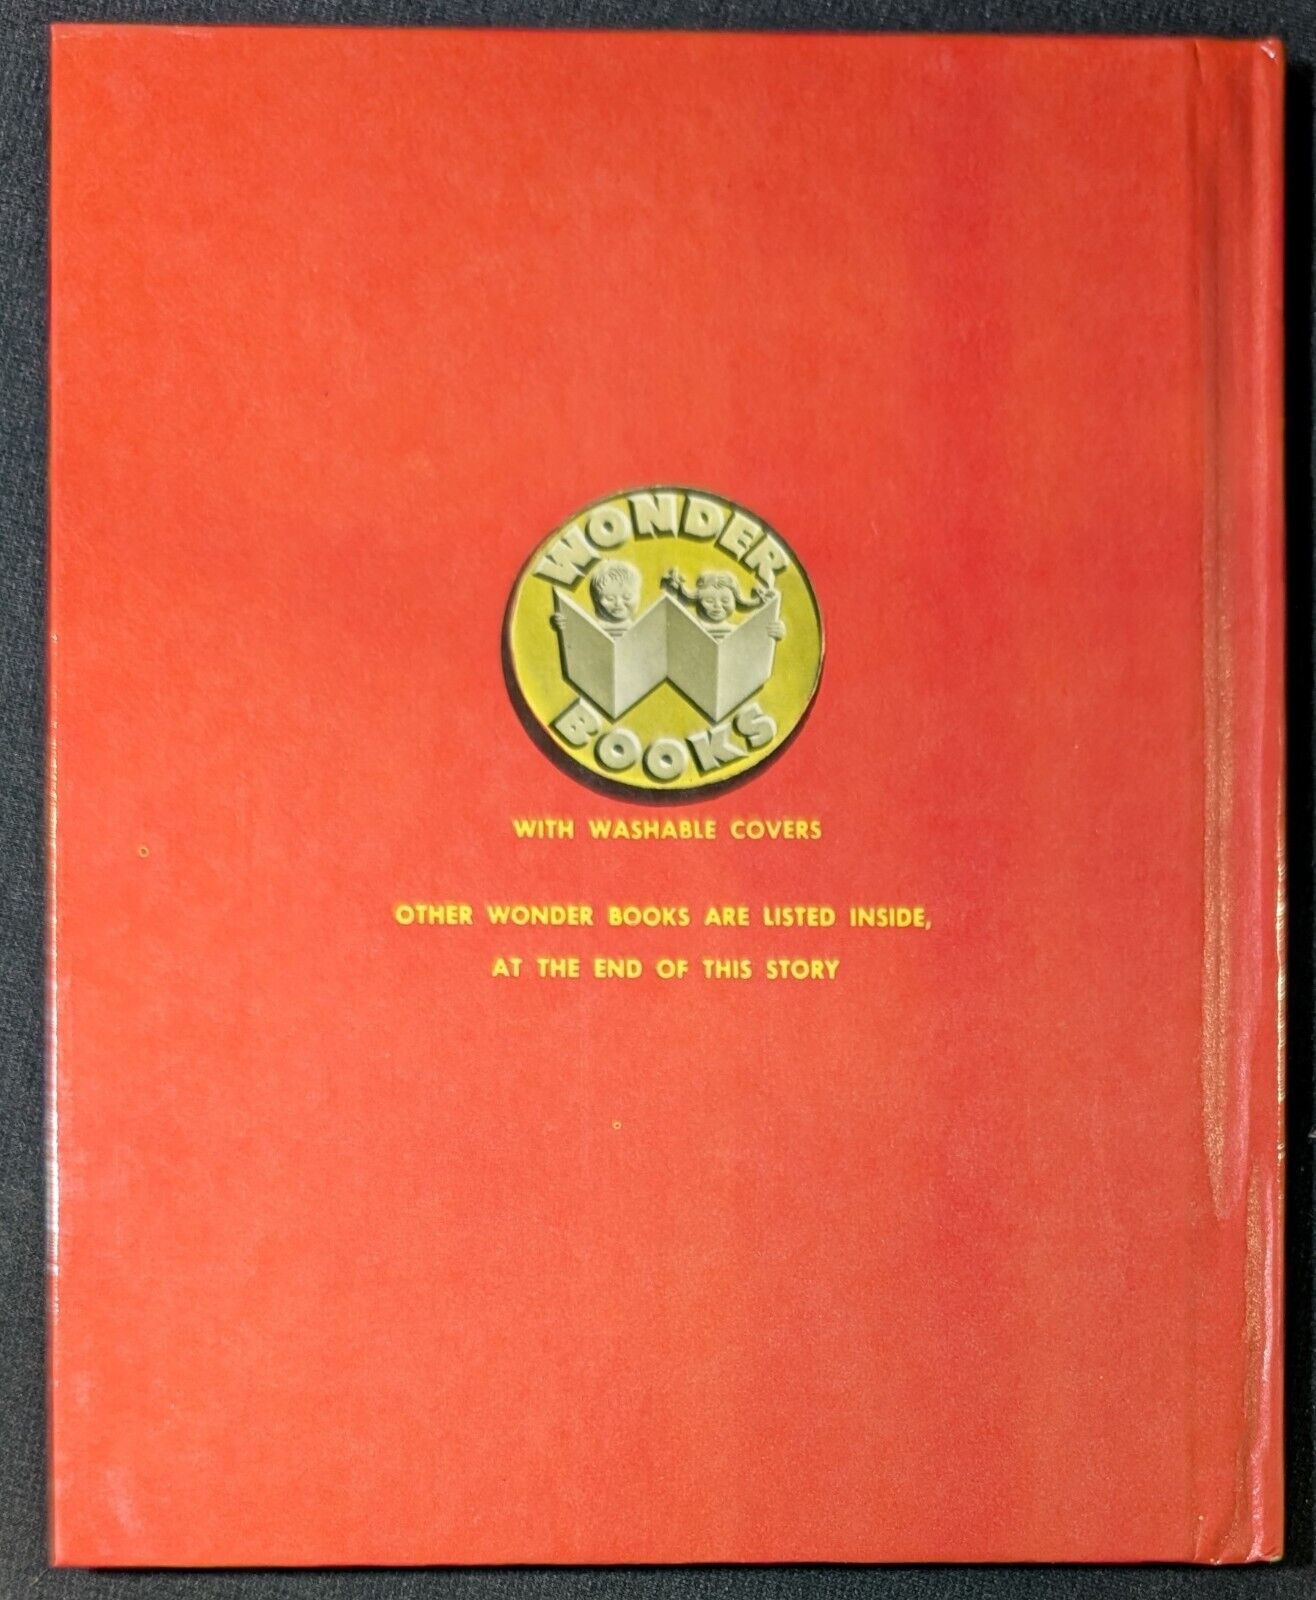 WONDER
BOOKS
WITH WASHABLE COVERS
OTHER WONDER BOOKS ARE LISTED INSIDE,
AT THE END OF THIS STORY